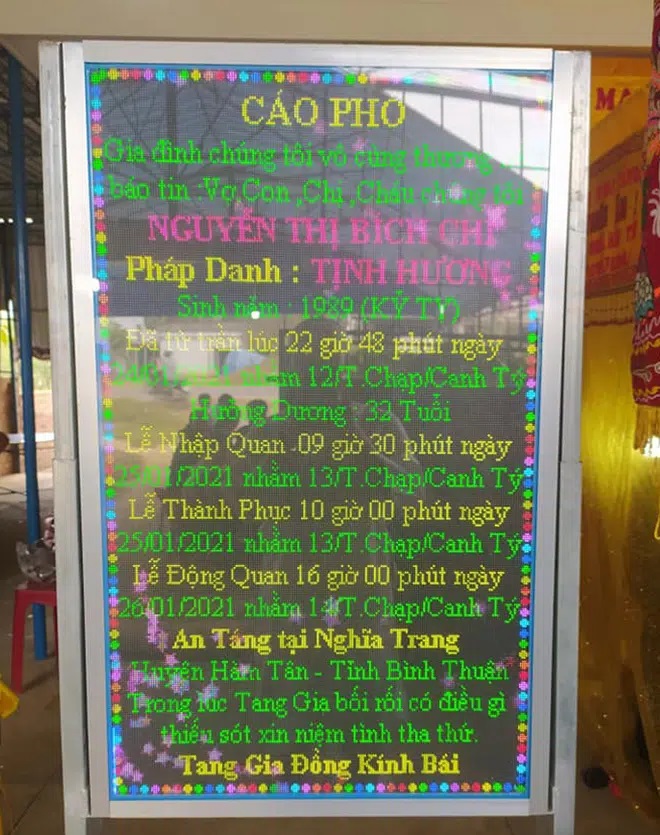 CÁO PHÓ
Gia đình chúng tôi vô cùng thương
báo tin :Vợ,Con ,Chị ,Cháu chúng tôi
NGUYỄN THỊ BÍCH CHI
Pháp Danh : TỊNH HƯƠNG
Sinh năm : 1989 (KỶ TỴ)
Đã từ trần lúc 22 giờ 48 phút ngày
24/01/2021 nhằm 12/T.Chạp/Canh Tý
Hưởng Dương : 32 Tuổi
Lễ Nhập Quan 09 giờ 30 phút ngày
25/01/2021 nhằm 13/T.Chạp/Canh Tý
Lễ Thành Phục 10 giờ 00 phút ngày
25/01/2021 nhằm 13/T.Chạp/Canh Tý
Lễ Động Quan 16 giờ 00 phút ngày
26/01/2021 nhằm 14/T.Chạp/Canh Tý
An Táng tại Nghĩa Trang
Huyện Hàm Tân - Tỉnh Bình Thuận
Trong lúc Tang Gia bối rối có điều gì
thiếu sót xin niệm tình tha thứ.
Tang Gia Đồng Kính Bái
MA